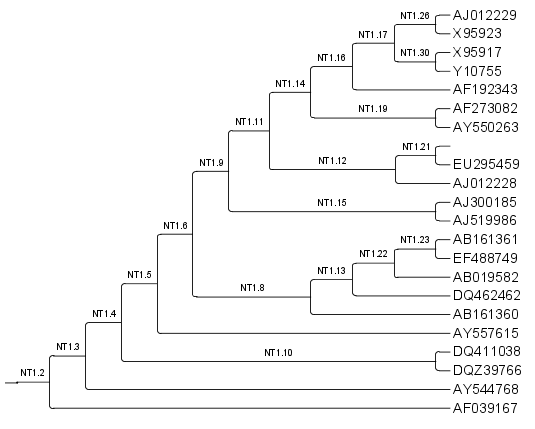 NT1.26
AJ012229
X95923
NT1.17
NT1.30
X95917
Y10755
NT1.16
AF192343
NT1.14
NT1.19
AF273082
AY550263
NT1.11
NT1.21
EU295459
NT1.9
NT1.12
AJ012228
NT1.15
AJ300185
AJ519986
NT1.6
NT1.23
AB161361
EF488749
NT1.22
AB019582
NT1.5
NT1.13
NT1.8
DQ462462
AB161360
NT1.4
AY557615
NT1.3
NT1.10
DQ411038
DQZ39766
NT1.2
AY544768
AF039167